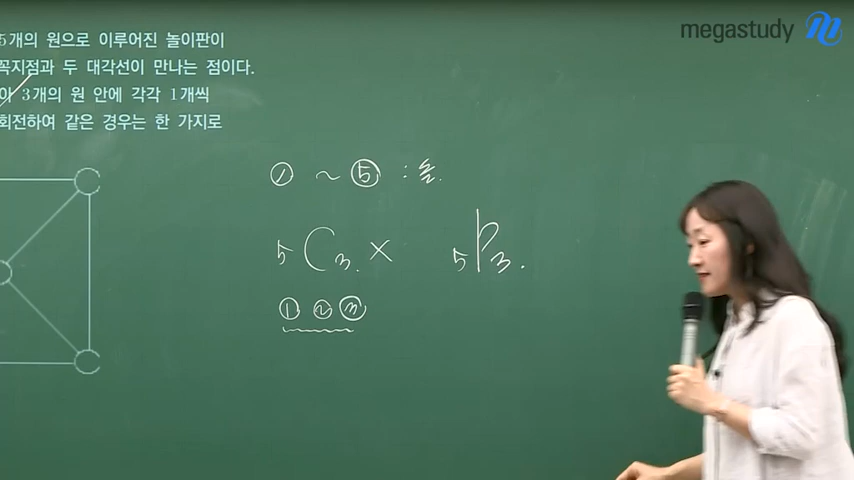 megastudy
5개의 원으로 이루어진 놀이판이
꼭지점과 두 대각선이 만나는 점이다.
3개의 원 안에 각각 1개씩
회전하여 같은 경우는 한 가지로
① ~ ⑤ :
5C3. × 5P3.
① ② ③